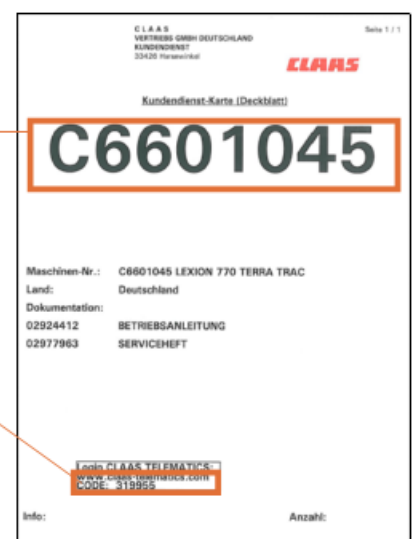 C L A A S
VERTRIEBS GMBH DEUTSCHLAND
KUNDENDIENST
33428 Harsewinkel
Seite 1 / 1
CLAAS
Kundendienst-Karte (Deckblatt)
C6601045
Maschinen-Nr.: C6601045 LEXION 770 TERRA TRAC
Land: Deutschland
Dokumentation:
02924412 BETRIEBSANLEITUNG
02977963 SERVICEHEFT
Login CLAAS TELEMATICS:
www.claas-telematics.com
CODE: 319955
Info: Anzahl: